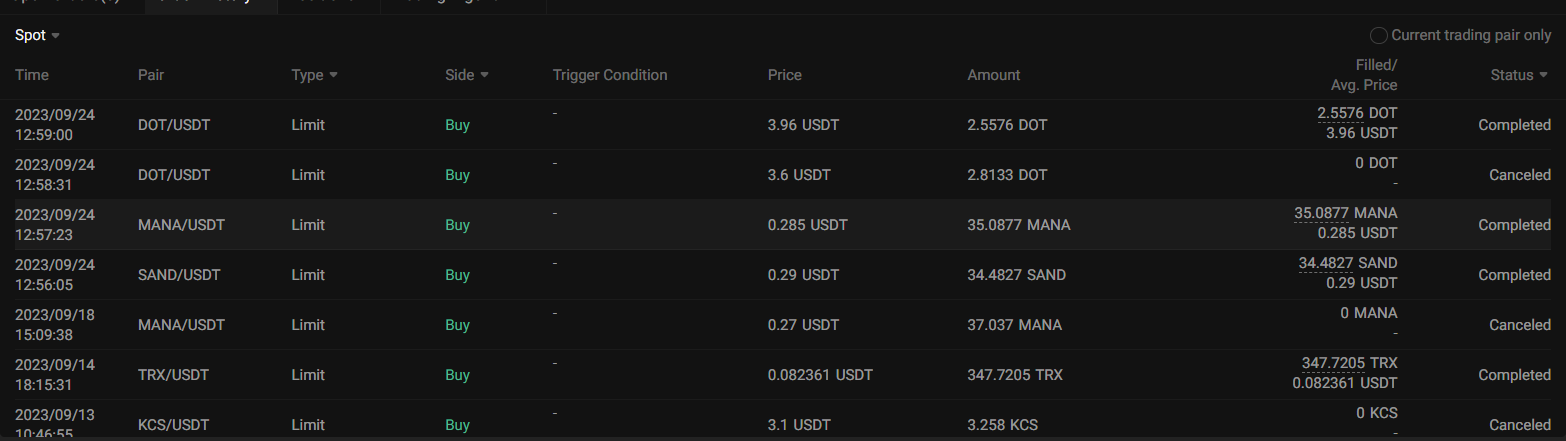 Spot
Current trading pair only
Time Pair Type Side Trigger Condition Price Amount Filled/ Avg. Price Status
2023/09/24 12:59:00 DOT/USDT Limit Buy - 3.96 USDT 2.5576 DOT 2.5576 DOT 3.96 USDT Completed
2023/09/24 12:58:31 DOT/USDT Limit Buy - 3.6 USDT 2.8133 DOT 0 DOT - Canceled
2023/09/24 12:57:23 MANA/USDT Limit Buy - 0.285 USDT 35.0877 MANA 35.0877 MANA 0.285 USDT Completed
2023/09/24 12:56:05 SAND/USDT Limit Buy - 0.29 USDT 34.4827 SAND 34.4827 SAND 0.29 USDT Completed
2023/09/18 15:09:38 MANA/USDT Limit Buy - 0.27 USDT 37.037 MANA 0 MANA - Canceled
2023/09/14 18:15:31 TRX/USDT Limit Buy - 0.082361 USDT 347.7205 TRX 347.7205 TRX 0.082361 USDT Completed
2023/09/13 10:46:55 KCS/USDT Limit Buy - 3.1 USDT 3.258 KCS 0 KCS - Canceled